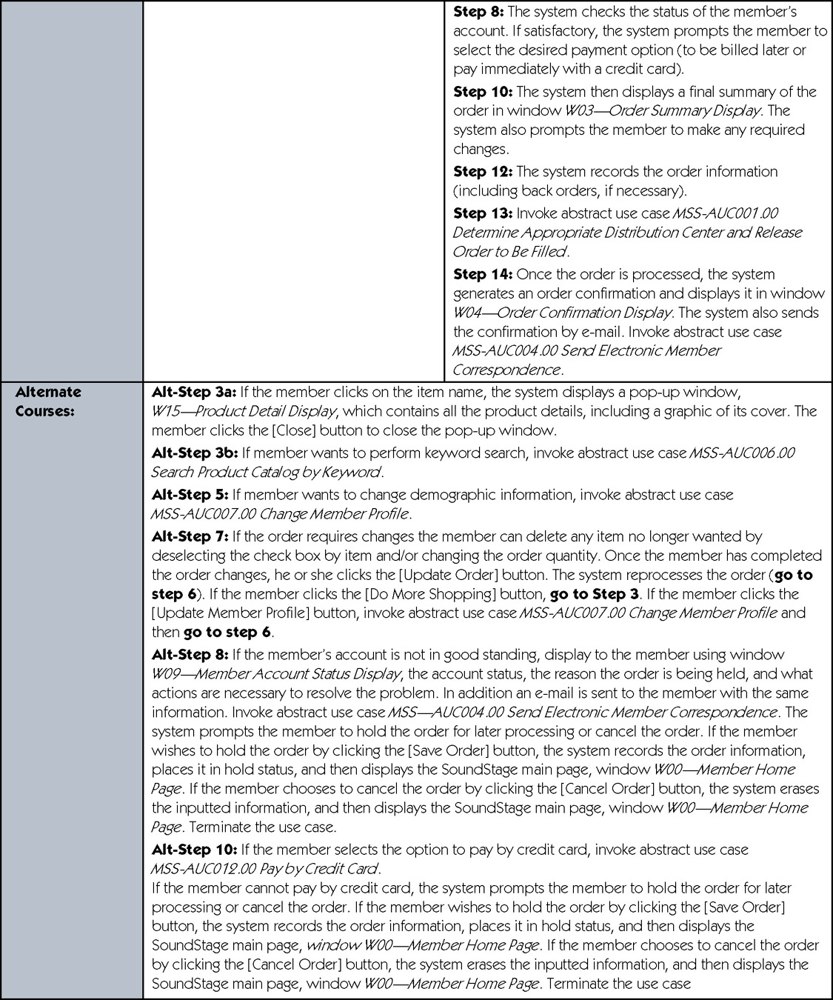 Step 8: The system checks the status of the member's
account. If satisfactory, the system prompts the member to
select the desired payment option (to be billed later or
pay immediately with a credit card).
Step 10: The system then displays a final summary of the
order in window W03—Order Summary Display. The
system also prompts the member to make any required
changes.
Step 12: The system records the order information
(including back orders, if necessary).
Step 13: Invoke abstract use case MSS-AUC001.00
Determine Appropriate Distribution Center and Release
Order to Be Filled.
Step 14: Once the order is processed, the system
generates an order confirmation and displays it in window
W04—Order Confirmation Display. The system also sends
the confirmation by e-mail. Invoke abstract use case
MSS-AUC004.00 Send Electronic Member
Correspondence.
Alternate
Courses:
Alt-Step 3a: If the member clicks on the item name, the system displays a pop-up window,
W15—Product Detail Display, which contains all the product details, including a graphic of its cover. The
member clicks the [Close] button to close the pop-up window.
Alt-Step 3b: If member wants to perform keyword search, invoke abstract use case MSS-AUC006.00
Search Product Catalog by Keyword.
Alt-Step 5: If member wants to change demographic information, invoke abstract use case
MSS-AUC007.00 Change Member Profile.
Alt-Step 7: If the order requires changes the member can delete any item no longer wanted by
deselecting the check box by item and/or changing the order quantity. Once the member has completed
the order changes, he or she clicks the [Update Order] button. The system reprocesses the order (go to
step 6). If the member clicks the [Do More Shopping] button, go to Step 3. If the member clicks the
[Update Member Profile] button, invoke abstract use case MSS-AUC007.00 Change Member Profile and
then go to step 6.
Alt-Step 8: If the member's account is not in good standing, display to the member using window
W09—Member Account Status Display, the account status, the reason the order is being held, and what
actions are necessary to resolve the problem. In addition an e-mail is sent to the member with the same
information. Invoke abstract use case MSS—AUC004.00 Send Electronic Member Correspondence. The
system prompts the member to hold the order for later processing or cancel the order. If the member
wishes to hold the order by clicking the [Save Order] button, the system records the order information,
places it in hold status, and then displays the SoundStage main page, window W00—Member Home
Page. If the member chooses to cancel the order by clicking the [Cancel Order] button, the system erases
the inputted information, and then displays the SoundStage main page, window W00—Member Home
Page. Terminate the use case.
Alt-Step 10: If the member selects the option to pay by credit card, invoke abstract use case
MSS-AUC012.00 Pay by Credit Card.
If the member cannot pay by credit card, the system prompts the member to hold the order for later
processing or cancel the order. If the member wishes to hold the order by clicking the [Save Order]
button, the system records the order information, places it in hold status, and then displays the
SoundStage main page, window W00—Member Home Page. If the member chooses to cancel the order
by clicking the [Cancel Order] button, the system erases the inputted information, and then displays the
SoundStage main page, window W00—Member Home Page. Terminate the use case